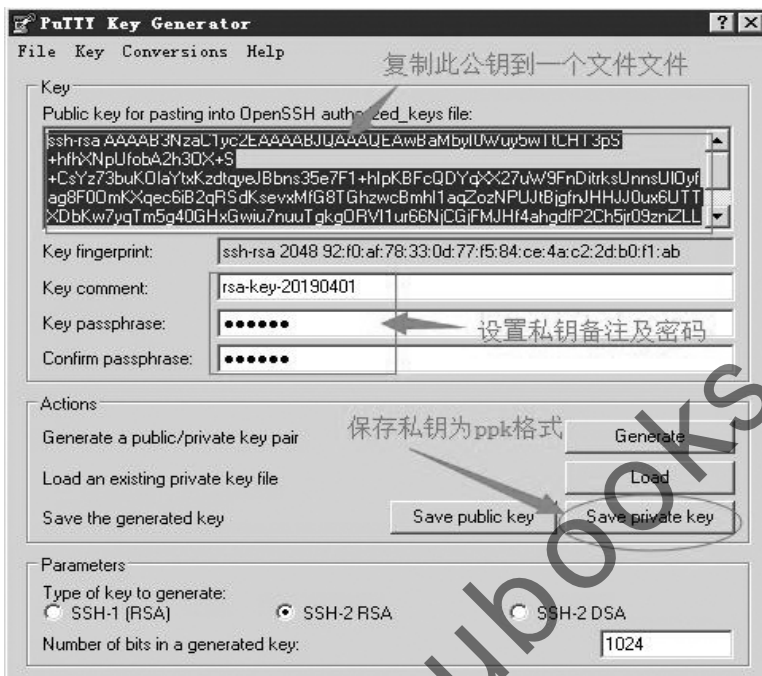 PuTTY Key Generator
File Key Conversions Help
复制此公钥到一个文件文件
Key
Public key for pasting into OpenSSH authorized_keys file:
ssh-rsa
+hfhXNpUfobA2h3OX+S
Key fingerprint: ssh-rsa 2048 92:f0:af:78:33:0d:77:f5:84:ce:4a:c2:2d:b0:f1:ab
Key comment: rsa-key-20190401
Key passphrase: ●●●●●● 设置私钥备注及密码
Confirm passphrase: ●●●●●●
Actions
保存私钥为ppk格式
Generate a public/private key pair Generate
Load an existing private key file Load
Save the generated key Save public key Save private key
Parameters
Type of key to generate:
SSH-1 (RSA) SSH-2 RSA SSH-2 DSA
Number of bits in a generated key: 1024
ubooks